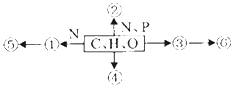 ②
N、P
⑤ ① N C、H、O ③ ⑥
④